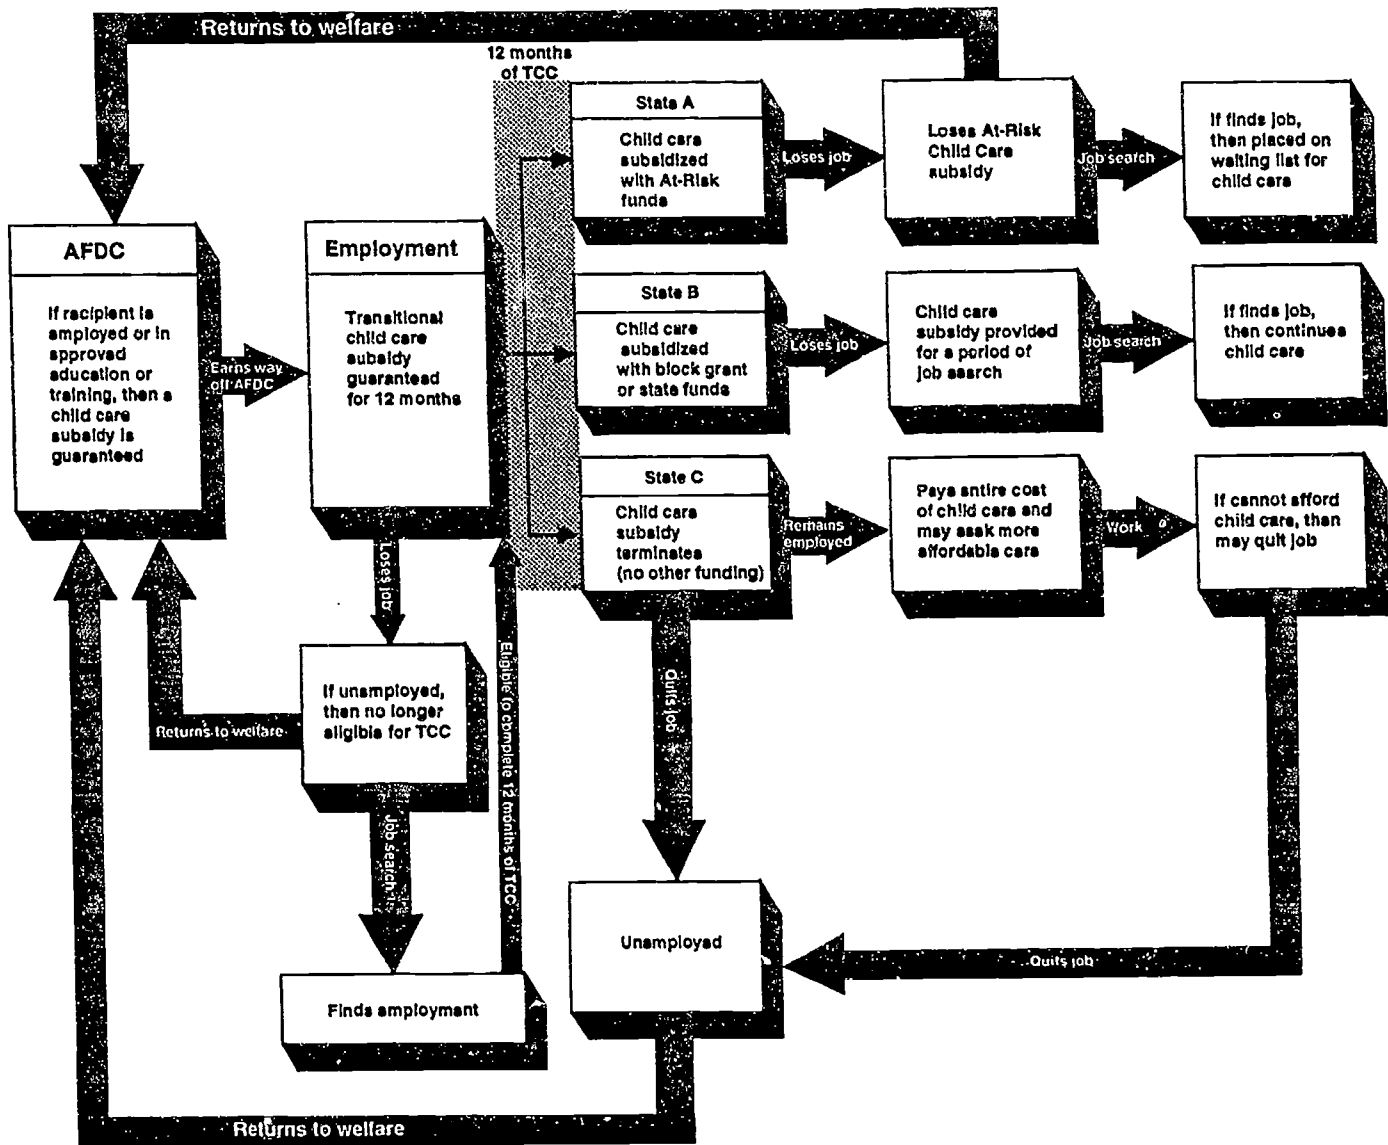 Returns to welfare
12 months
of TCC
State A
Child care
subsidized
with At-Risk
funds
Loses job
Loses At-Risk
Child Care
subsidy
Job search
If finds job,
then placed on
waiting list for
child care
AFDC
If recipient is
employed or in
approved
education or
training, then a
child care
subsidy is
guaranteed
Earns way
off AFDC
Employment
Transitional
child care
subsidy
guaranteed
for 12 months
State B
Child care
subsidized
with block grant
or state funds
Loses job
Child care
subsidy provided
for a period of
job search
Job search
If finds job,
then continues
child care
State C
Child care
subsidy
terminates
(no other funding)
Remains
employed
Pays entire cost
of child care and
may seek more
affordable care
Work
If cannot afford
child care, then
may quit job
Loses job
If unemployed,
then no longer
eligible for TCC
Returns to welfare
Job search
Eligible to complete 12 months of TCC
Quits job
Finds employment
Unemployed
Quits job
Returns to welfare